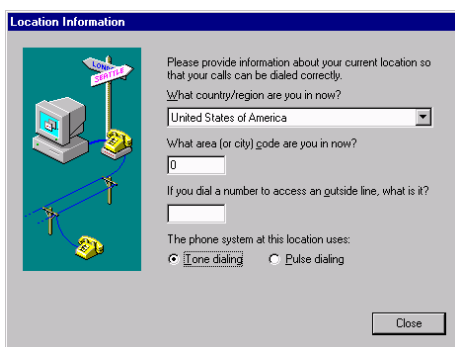 Location Information
LOND
SEATTLE
Please provide information about your current location so
that your calls can be dialed correctly.
What country/region are you in now?
United States of America
What area (or city) code are you in now?
0
If you dial a number to access an outside line, what is it?
The phone system at this location uses:
Tone dialing Pulse dialing
Close